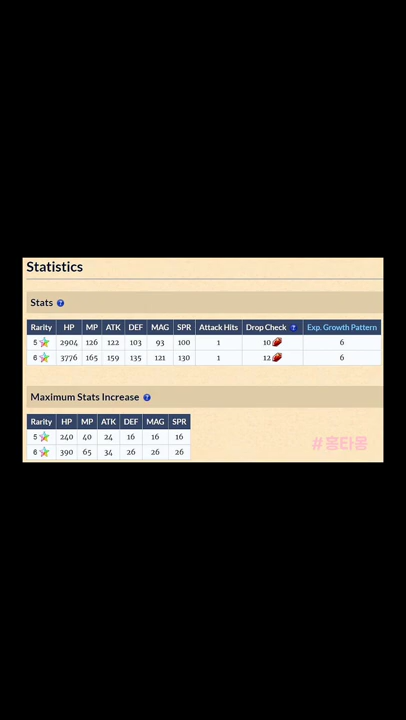 Statistics
Stats ?
Rarity HP MP ATK DEF MAG SPR Attack Hits Drop Check ? Exp. Growth Pattern
5 2904 126 122 103 93 100 1 10 6
6 3776 165 159 135 121 130 1 12 6
Maximum Stats Increase ?
Rarity HP MP ATK DEF MAG SPR
5 240 40 24 16 16 16
6 390 65 34 26 26 26
#홍타몽